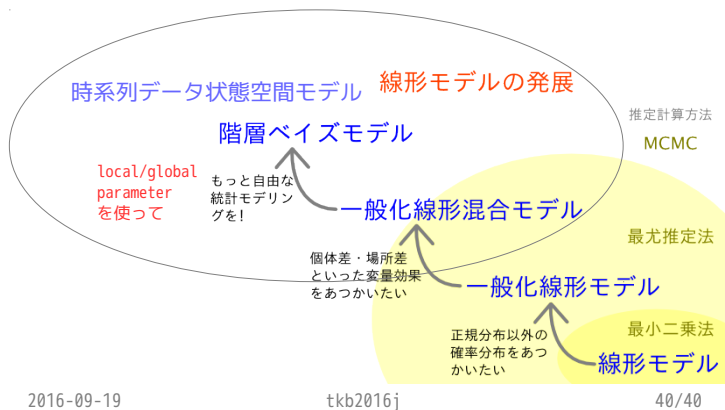 線形モデルの発展
時系列データ状態空間モデル
階層ベイズモデル
推定計算方法
MCMC
local/global
parameter
を使って
もっと自由な
統計モデリン
グを!
一般化線形混合モデル
最尤推定法
個体差・場所差
といった変量効果
をあつかいたい
一般化線形モデル
最小二乗法
正規分布以外の
確率分布をあつ
かいたい
線形モデル
2016-09-19
tkb2016j
40/40